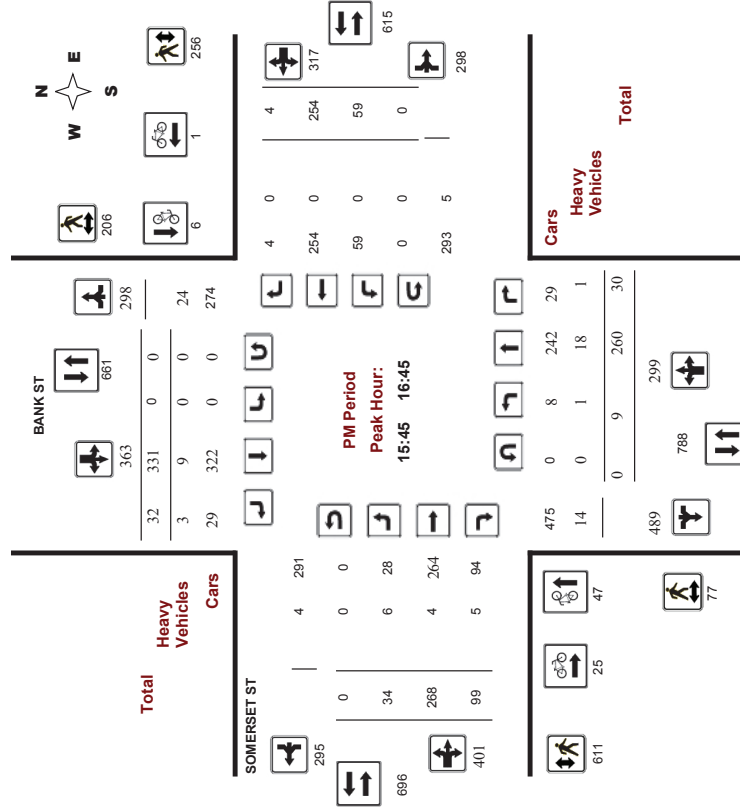 N
W E
S
256
206
1
6
BANK ST
661
363
298
32 331 0 0
3 9 0 0 24
29 322 0 0 274
Total
Heavy
Vehicles
Cars
615
317
298
4 0 4
254 0 254
59 0 59
0 0 0
293 5
PM Period
Peak Hour:
15:45 16:45
SOMERSET ST
4 291
0 0 0
34 6 28
268 4 264
99 5 94
295
696
401
Cars
Heavy
Vehicles
Total
475 0 8 242 29
14 0 1 18 1
0 9 260 30
489
299
788
611
25
47
77